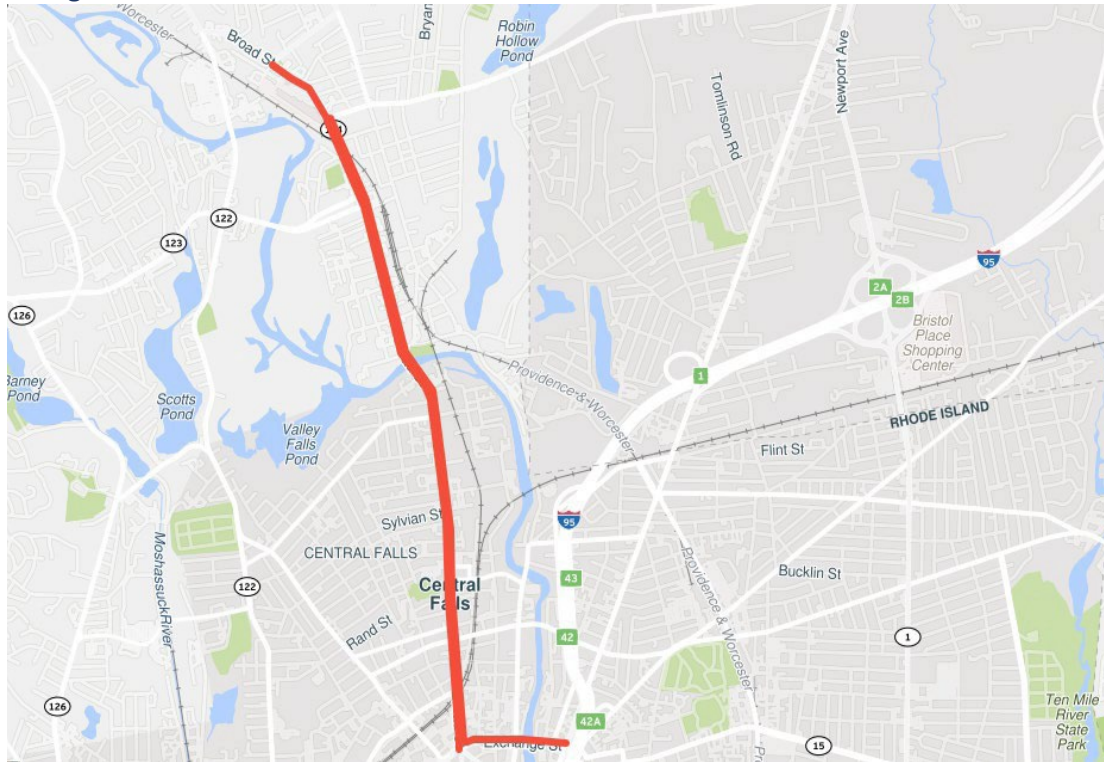 Worcester
Broad St
Bryan
Robin
Hollow
Pond
Tomlinson Rd
Newport Ave
122
123
95
2A
2B
126
Bristol
Place
Shopping
Center
Barney
Pond
Scotts
Pond
Valley
Falls
Pond
Providence & Worcester
1
RHODE ISLAND
Flint St
Sylvian St
95
CENTRAL FALLS
MoshassuckRiver
122
Central
Falls
43
Providence & Worcester
Bucklin St
Rand St
42
1
126
42A
Exchange St
15
Ten Mile
River
State
Park